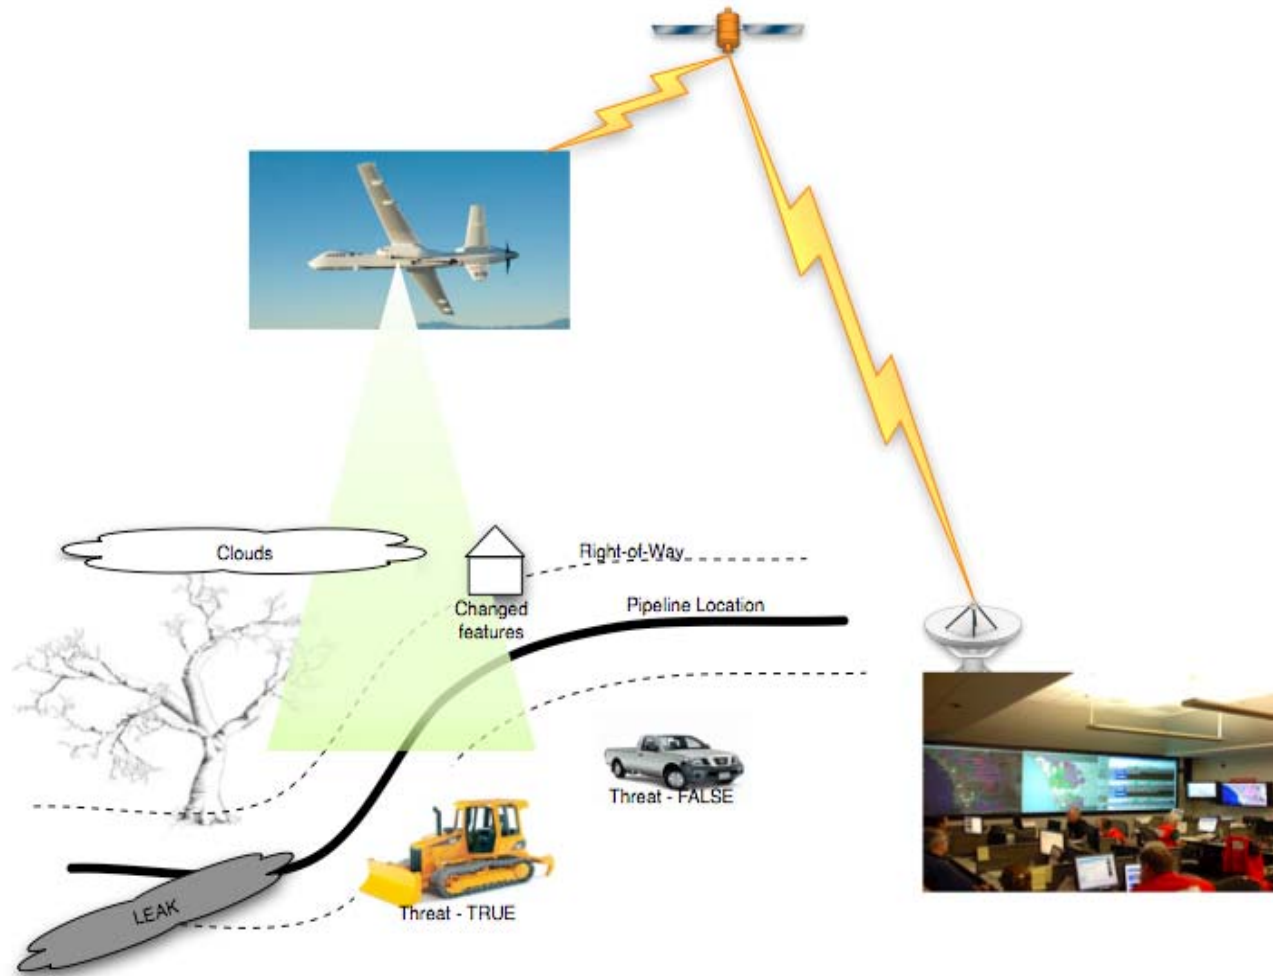 Clouds
Right-of-Way
Changed
features
Pipeline Location
Threat - FALSE
Threat - TRUE
LEAK